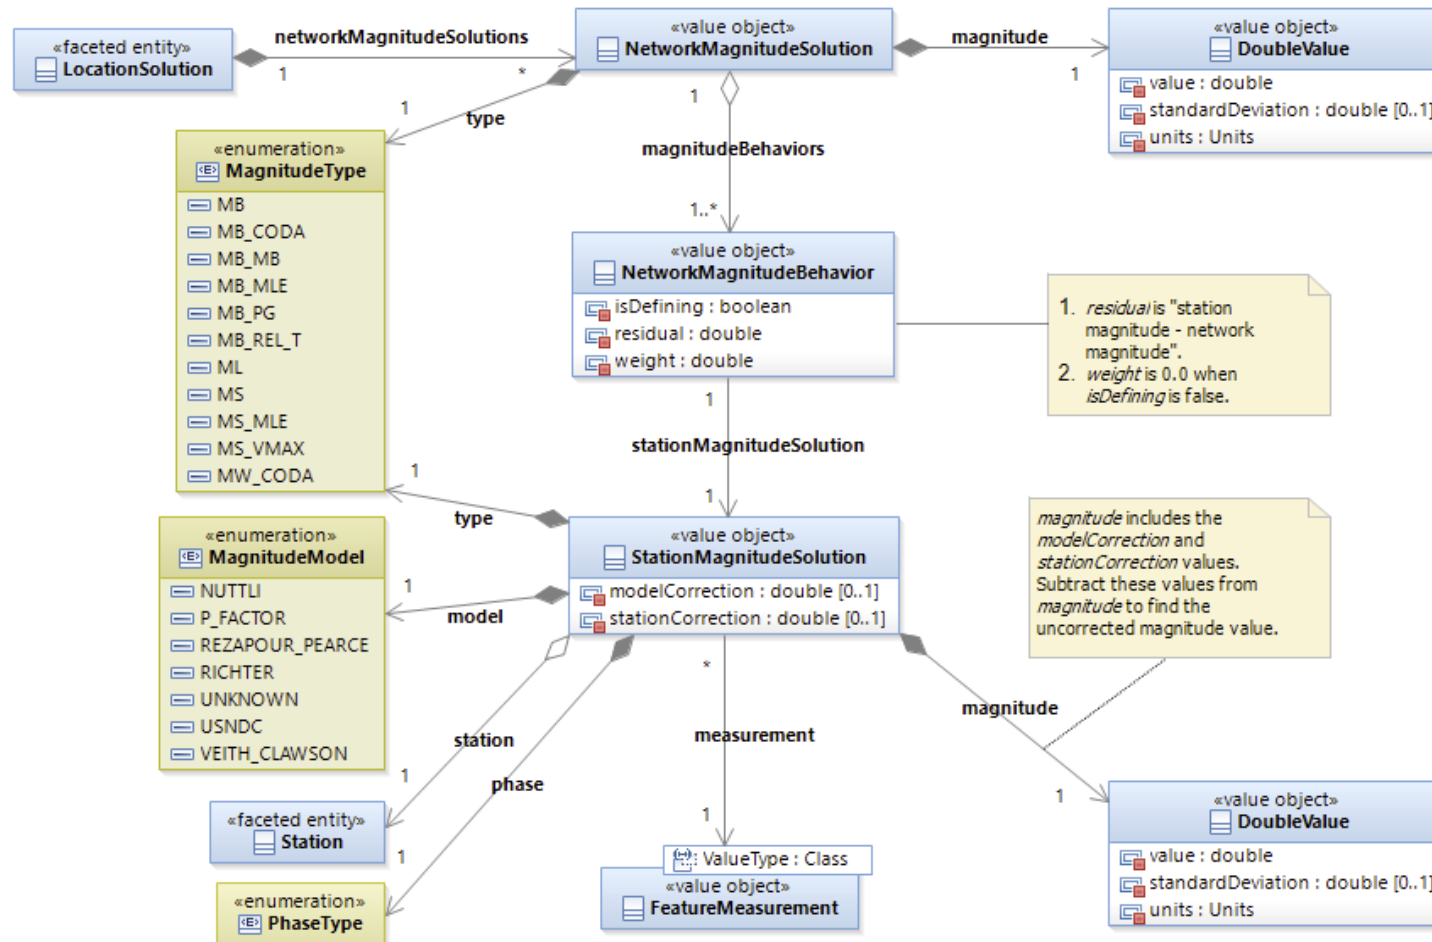 «faceted entity»
LocationSolution
networkMagnitudeSolutions
1
*
«value object»
NetworkMagnitudeSolution
magnitude
1
«value object»
DoubleValue
value : double
standardDeviation : double [0..1]
units : Units
1
type
1
magnitudeBehaviors
1..*
«enumeration»
MagnitudeType
MB
MB_CODA
MB_MB
MB_MLE
MB_PG
MB_REL_T
ML
MS
MS_MLE
MS_VMAX
MW_CODA
«value object»
NetworkMagnitudeBehavior
isDefining : boolean
residual : double
weight : double
1. residual is "station
magnitude - network
magnitude".
2. weight is 0.0 when
isDefining is false.
1
stationMagnitudeSolution
1
1
type
«enumeration»
MagnitudeModel
NUTTLI
P_FACTOR
REZAPOUR_PEARCE
RICHTER
UNKNOWN
USNDC
VEITH_CLAWSON
1
model
«value object»
StationMagnitudeSolution
modelCorrection : double [0..1]
stationCorrection : double [0..1]
magnitude includes the
modelCorrection and
stationCorrection values.
Subtract these values from
magnitude to find the
uncorrected magnitude value.
*
magnitude
1
measurement
1
station
1
phase
1
«faceted entity»
Station
«enumeration»
PhaseType
ValueType : Class
«value object»
FeatureMeasurement
«value object»
DoubleValue
value : double
standardDeviation : double [0..1]
units : Units